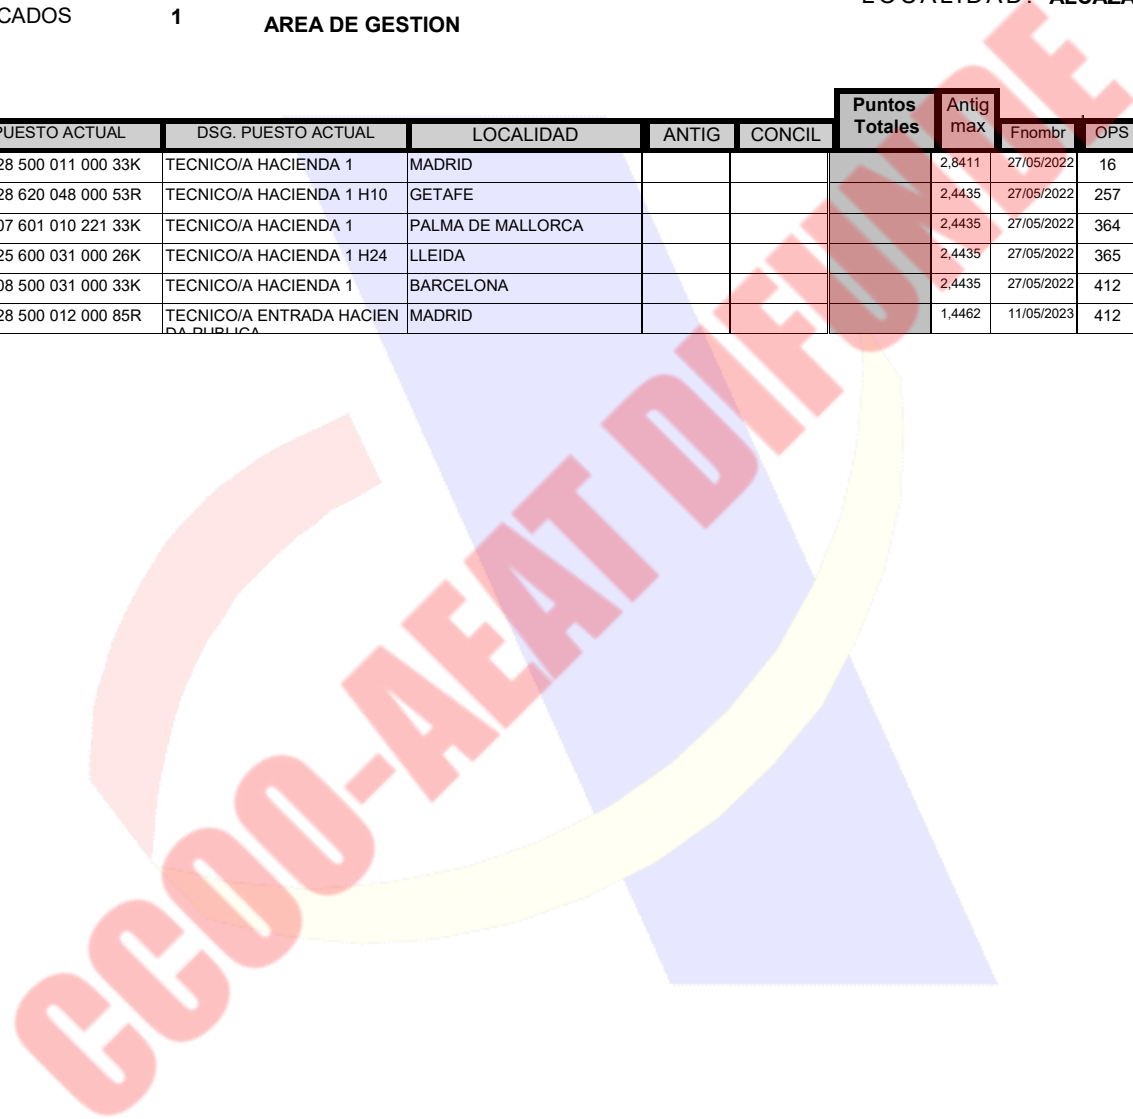 CADOS 1 AREA DE GESTION
LOCALIDAD:
PUESTO ACTUAL DSG. PUESTO ACTUAL LOCALIDAD ANTIG CONCIL Puntos Totales Antig max Fnombr OPS
28 500 011 000 33K TECNICO/A HACIENDA 1 MADRID 2,8411 27/05/2022 16
28 620 048 000 53R TECNICO/A HACIENDA 1 H10 GETAFE 2,4435 27/05/2022 257
07 601 010 221 33K TECNICO/A HACIENDA 1 PALMA DE MALLORCA 2,4435 27/05/2022 364
25 600 031 000 26K TECNICO/A HACIENDA 1 H24 LLEIDA 2,4435 27/05/2022 365
08 500 031 000 33K TECNICO/A HACIENDA 1 BARCELONA 2,4435 27/05/2022 412
28 500 012 000 85R TECNICO/A ENTRADA HACIEN MADRID 1,4462 11/05/2023 412
DA PUBLICA
CCOO-AEAT DIFUNDE